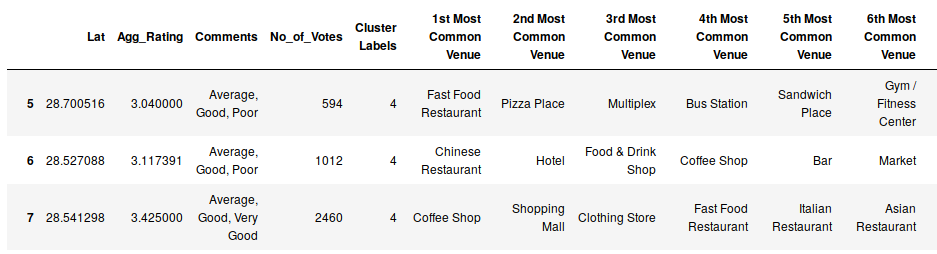 Lat Agg_Rating Comments No_of_Votes Cluster Labels 1st Most Common Venue 2nd Most Common Venue 3rd Most Common Venue 4th Most Common Venue 5th Most Common Venue 6th Most Common Venue
5 28.700516 3.040000 Average, Good, Poor 594 4 Fast Food Restaurant Pizza Place Multiplex Bus Station Sandwich Place Gym / Fitness Center
6 28.527088 3.117391 Average, Good, Poor 1012 4 Chinese Restaurant Hotel Food & Drink Shop Coffee Shop Bar Market
7 28.541298 3.425000 Average, Good, Very Good 2460 4 Coffee Shop Shopping Mall Clothing Store Fast Food Restaurant Italian Restaurant Asian Restaurant